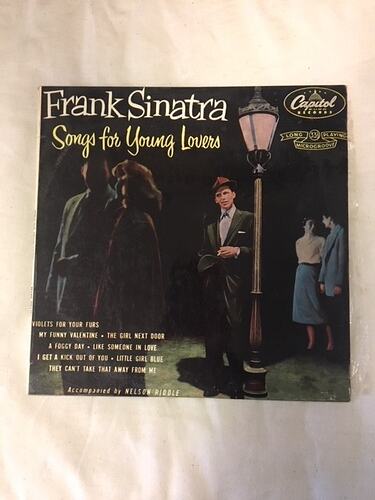 Frank Sinatra
Songs for Young Lovers
Capitol
RECORDS
LONG 33 PLAYING
MICROGROOVE
VIOLETS FOR YOUR FURS
MY FUNNY VALENTINE • THE GIRL NEXT DOOR
A FOGGY DAY • LIKE SOMEONE IN LOVE
I GET A KICK OUT OF YOU • LITTLE GIRL BLUE
THEY CAN'T TAKE THAT AWAY FROM ME
Accompanied by NELSON RIDDLE